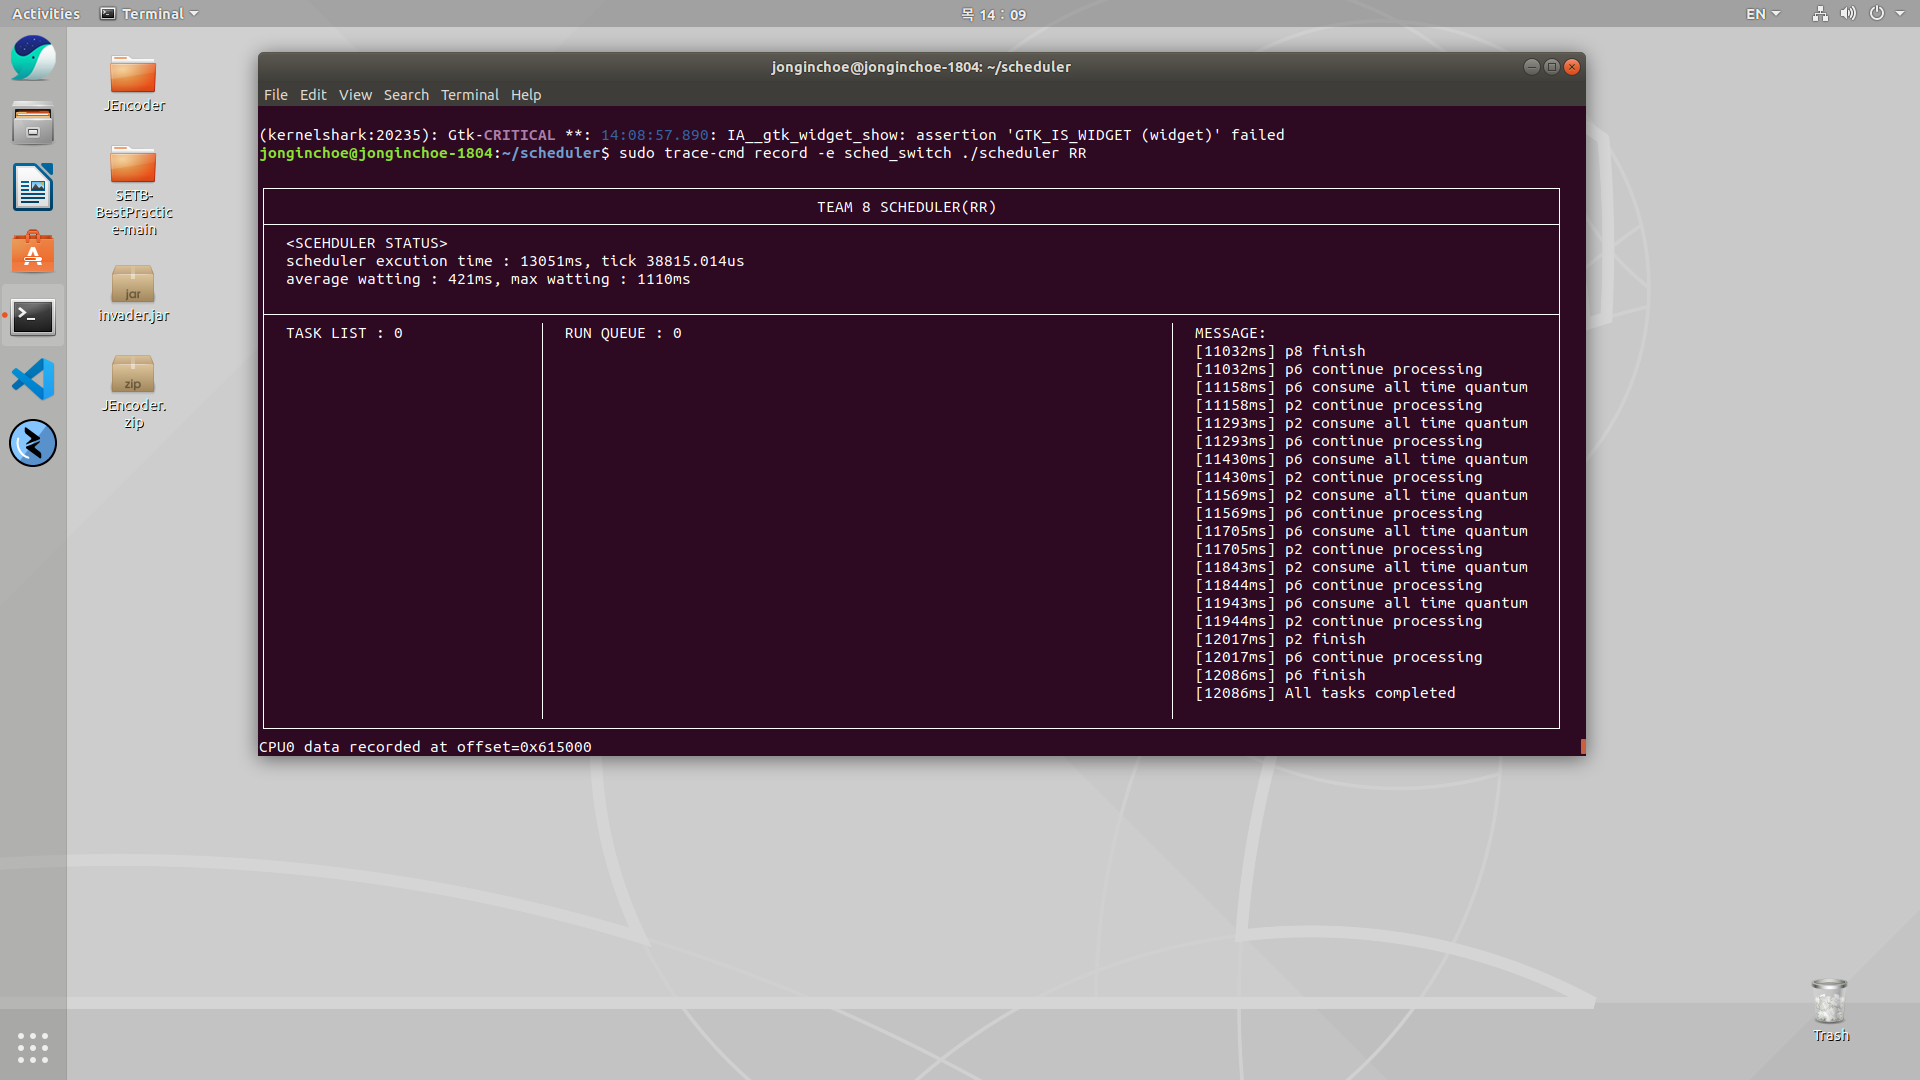 Activities
Terminal
목 14 : 09
EN
JEncoder
SETB-
BestPractic
e-main
jar
invader.jar
zip
JEncoder.
zip
jonginchoe@jonginchoe-1804: ~/scheduler
File Edit View Search Terminal Help
(kernelshark:20235): Gtk-CRITICAL **: 14:08:57.890: IA__gtk_widget_show: assertion 'GTK_IS_WIDGET (widget)' failed
jonginchoe@jonginchoe-1804:~/scheduler$ sudo trace-cmd record -e sched_switch ./scheduler RR
TEAM 8 SCHEDULER(RR)
<SCEHDULER STATUS>
scheduler excution time : 13051ms, tick 38815.014us
average watting : 421ms, max watting : 1110ms
TASK LIST : 0
RUN QUEUE : 0
MESSAGE:
[11032ms] p8 finish
[11032ms] p6 continue processing
[11158ms] p6 consume all time quantum
[11158ms] p2 continue processing
[11293ms] p2 consume all time quantum
[11293ms] p6 continue processing
[11430ms] p6 consume all time quantum
[11430ms] p2 continue processing
[11569ms] p2 consume all time quantum
[11569ms] p6 continue processing
[11705ms] p6 consume all time quantum
[11705ms] p2 continue processing
[11843ms] p2 consume all time quantum
[11844ms] p6 continue processing
[11943ms] p6 consume all time quantum
[11944ms] p2 continue processing
[12017ms] p2 finish
[12017ms] p6 continue processing
[12086ms] p6 finish
[12086ms] All tasks completed
CPU0 data recorded at offset=0x615000
Trash